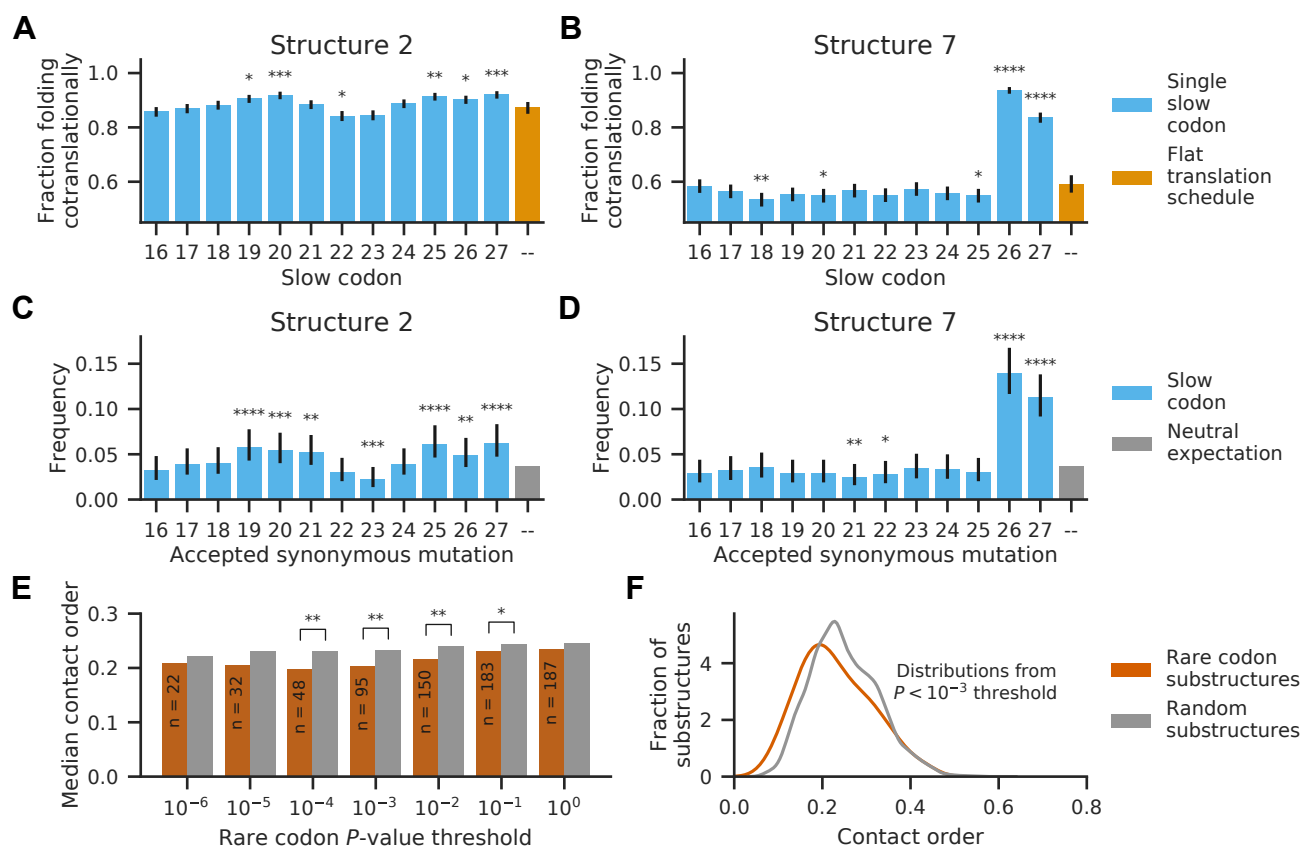 A
Structure 2
Fraction folding
cotranslationally
1.0
0.8
0.6
* *** * ** * ***
16 17 18 19 20 21 22 23 24 25 26 27 --
Slow codon
B
Structure 7
Fraction folding
cotranslationally
1.0
0.8
0.6
** * * **** ****
16 17 18 19 20 21 22 23 24 25 26 27 --
Slow codon
Single
slow
codon
Flat
translation
schedule
C
Structure 2
Frequency
0.15
0.10
0.05
0.00
**** *** ** *** **** ** ****
16 17 18 19 20 21 22 23 24 25 26 27 --
Accepted synonymous mutation
D
Structure 7
Frequency
0.15
0.10
0.05
0.00
** * **** ****
16 17 18 19 20 21 22 23 24 25 26 27 --
Accepted synonymous mutation
Slow
codon
Neutral
expectation
E
Median contact order
0.3
0.2
0.1
0.0
** ** ** *
n = 22
n = 32
n = 48
n = 95
n = 150
n = 183
n = 187
10⁻⁶ 10⁻⁵ 10⁻⁴ 10⁻³ 10⁻² 10⁻¹ 10⁰
Rare codon P-value threshold
F
Fraction of
substructures
4
2
0
Distributions from
P < 10⁻³ threshold
0.0 0.2 0.4 0.6 0.8
Contact order
Rare codon
substructures
Random
substructures